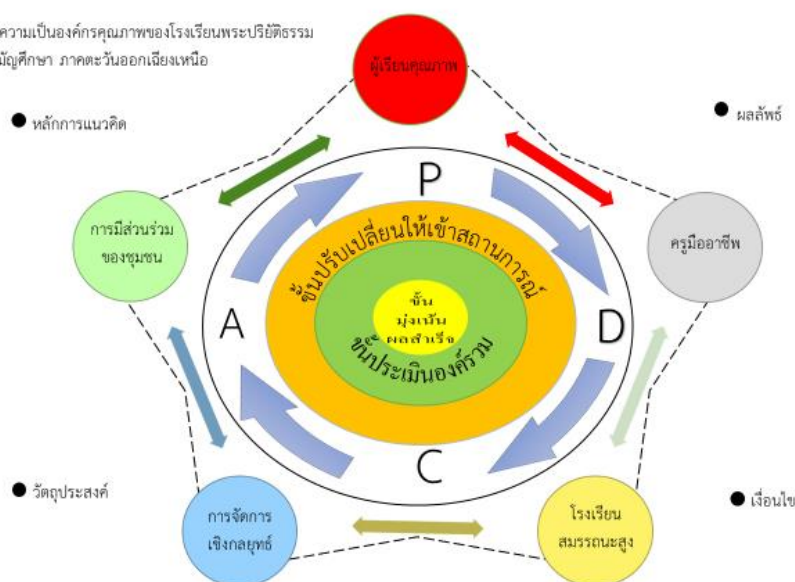 ความเป็นองค์กรคุณภาพของโรงเรียนพระปริยัติธรรม
มัญศึกษา ภาคตะวันออกเฉียงเหนือ
ผู้เรียนคุณภาพ
หลักการแนวคิด
ผลลัพธ์
การมีส่วนร่วม
ของชุมชน
P
ครูมืออาชีพ
ขั้นปรับเปลี่ยนให้เข้าสถานการณ์
ขั้น
มุ่งเน้น
ผลสำเร็จ
A
D
ขั้นประเมินองค์รวม
C
วัตถุประสงค์
การจัดการ
เชิงกลยุทธ์
โรงเรียน
สมรรถนะสูง
เงื่อนไข